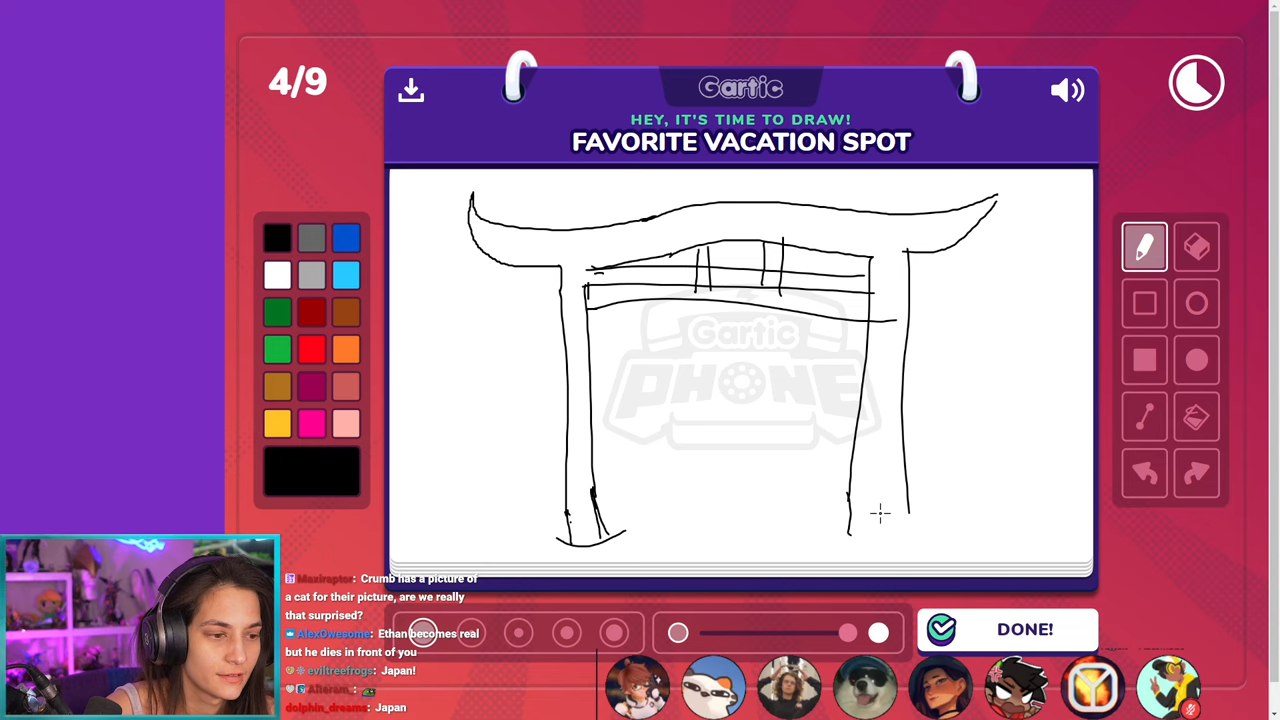 4/9
Gartic
HEY, IT'S TIME TO DRAW!
FAVORITE VACATION SPOT
Gartic
PHONE
Maxiraptor: Crumb has a picture of
a cat for their picture, are we really
that surprised?
AlexOwesome: Ethan becomes real
but he dies in front of you
eviltreefrogs: Japan!
Alteram_:
dolphin_dreams: Japan
DONE!